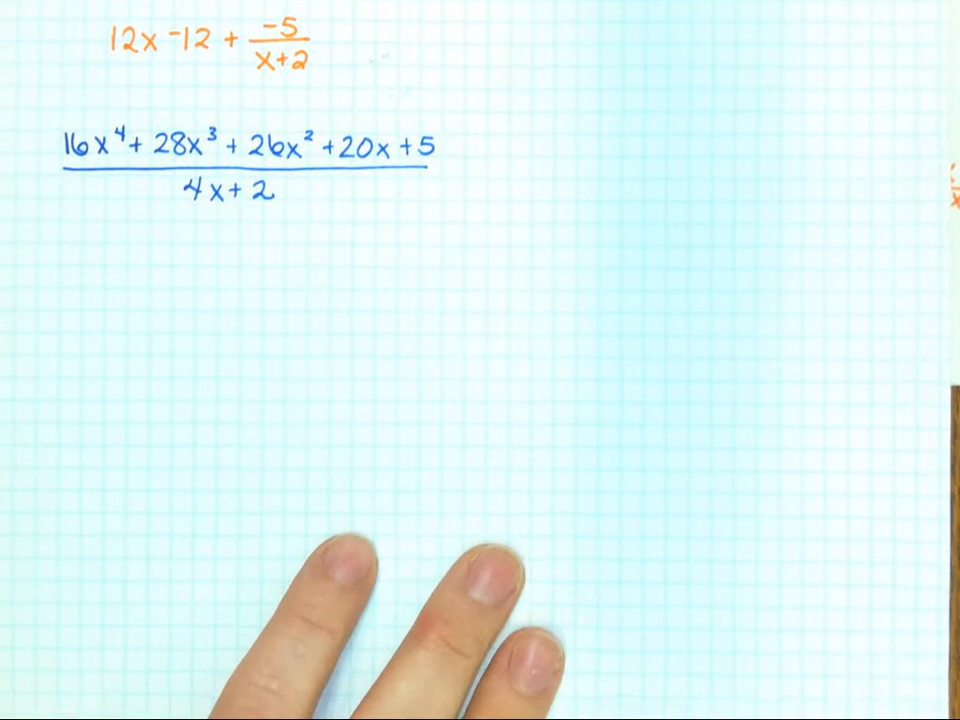 12x -12 + -5/x+2
16x⁴ + 28x³ + 26x² + 20x + 5
4x + 2